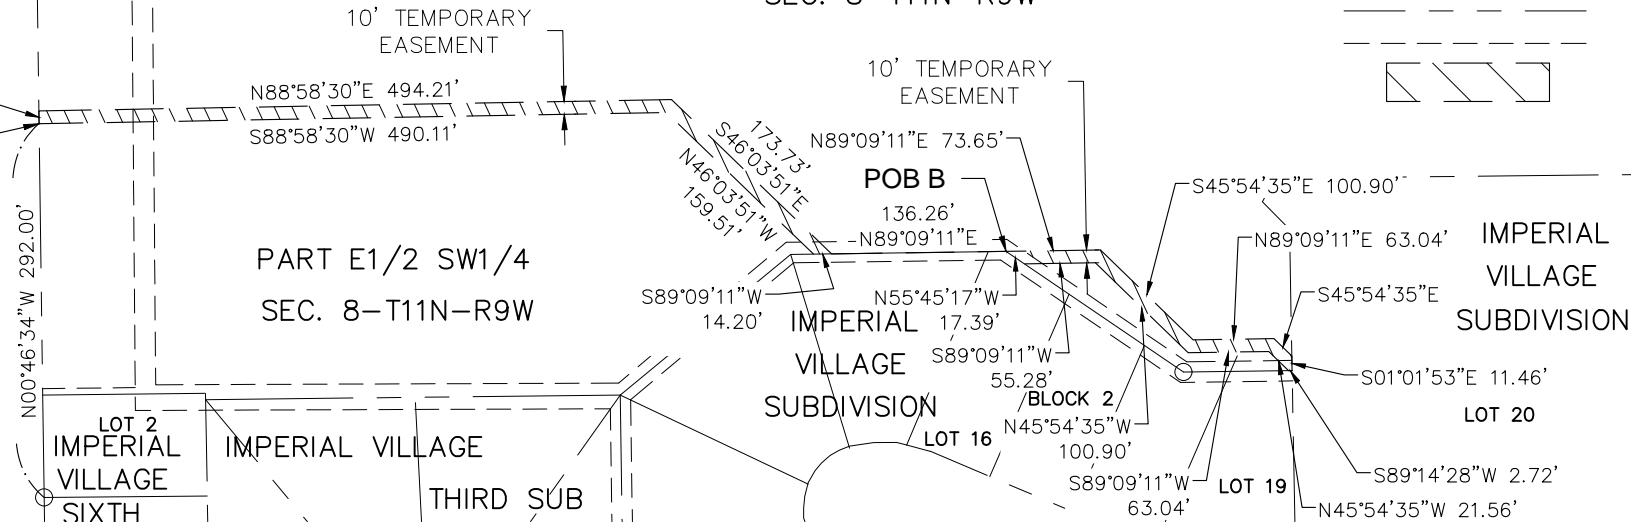 SEC. 8-T11N-R9W
10' TEMPORARY
EASEMENT
N88°58'30"E 494.21'
S88°58'30"W 490.11'
173.73'
S46°03'51"E
N46°03'51"W
159.51'
10' TEMPORARY
EASEMENT
N89°09'11"E 73.65'
POB B
136.26'
N89°09'11"E
S45°54'35"E 100.90'
N89°09'11"E 63.04'
IMPERIAL
VILLAGE
SUBDIVISION
S45°54'35"E
N00°46'34"W 292.00'
PART E1/2 SW1/4
SEC. 8-T11N-R9W
S89°09'11"W
14.20'
N55°45'17"W
17.39'
IMPERIAL
VILLAGE
SUBDIVISION
S89°09'11"W
55.28'
BLOCK 2
N45°54'35"W
100.90'
S01°01'53"E 11.46'
LOT 20
LOT 2
IMPERIAL
VILLAGE
SIXTH
IMPERIAL VILLAGE
THIRD SUB
LOT 16
S89°09'11"W
63.04'
LOT 19
S89°14'28"W 2.72'
N45°54'35"W 21.56'